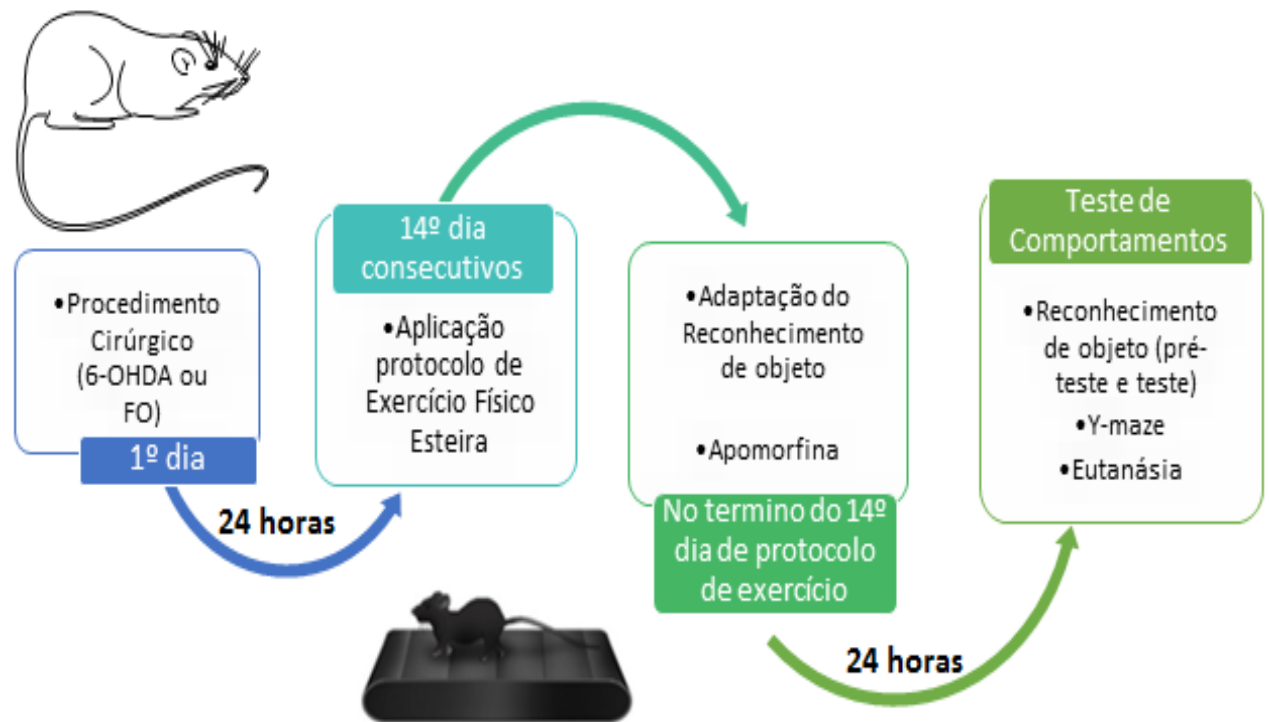 •Procedimento
Cirúrgico
(6-OHDA ou
FO)
1º dia
24 horas
14º dia
consecutivos
•Aplicação
protocolo de
Exercício Físico
Esteira
•Adaptação do
Reconhecimento
de objeto
•Apomorfina
No termino do 14º
dia de protocolo
de exercício
24 horas
Teste de
Comportamentos
•Reconhecimento
de objeto (pré-
teste e teste)
•Y-maze
•Eutanásia